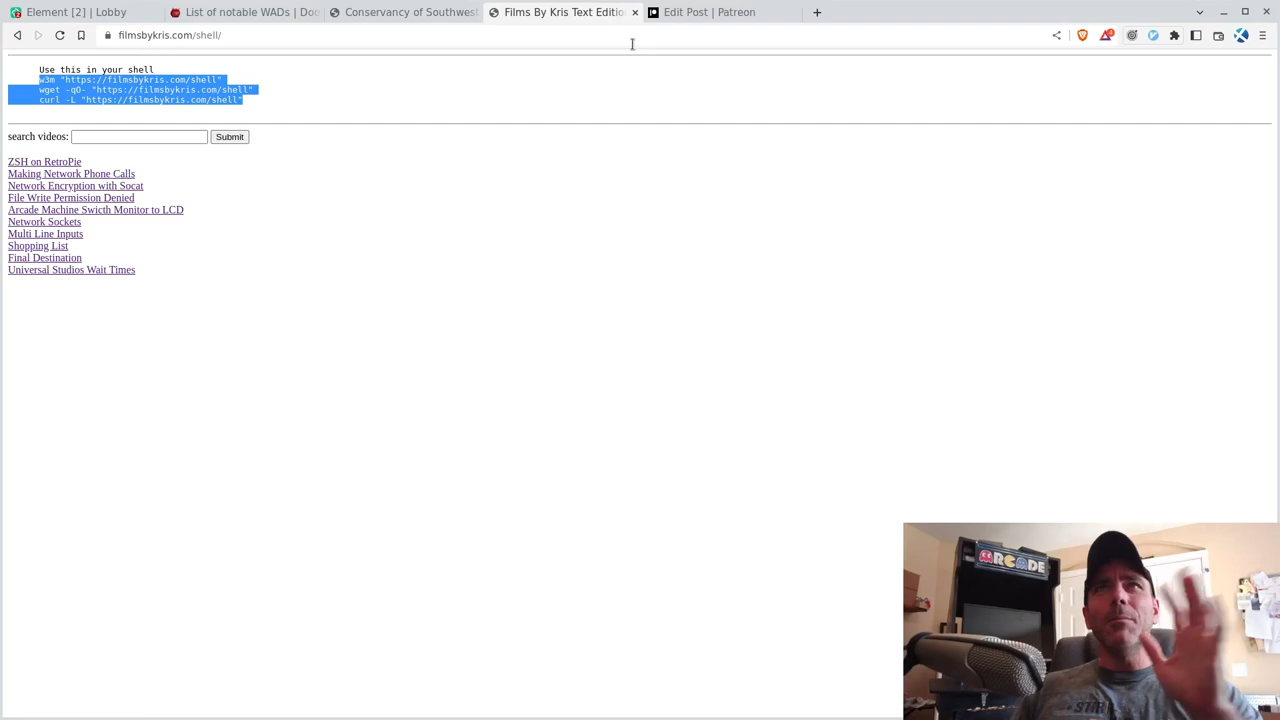 Element [2] | Lobby
List of notable WADs | Doo
Conservancy of Southwest
Films By Kris Text Editio
Edit Post | Patreon
filmsbykris.com/shell/
Use this in your shell
w3m "https://filmsbykris.com/shell"
wget -qO- "https://filmsbykris.com/shell"
curl -L "https://filmsbykris.com/shell"
search videos:
Submit
ZSH on RetroPie
Making Network Phone Calls
Network Encryption with Socat
File Write Permission Denied
Arcade Machine Swicth Monitor to LCD
Network Sockets
Multi Line Inputs
Shopping List
Final Destination
Universal Studios Wait Times
ARCADE